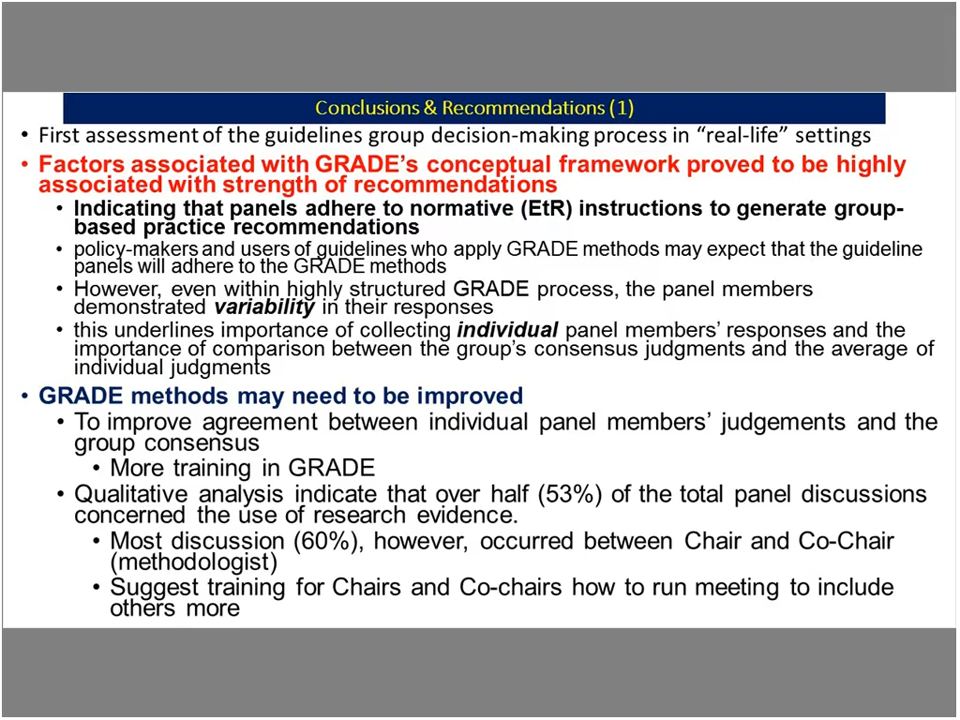 Conclusions & Recommendations (1)
• First assessment of the guidelines group decision-making process in “real-life” settings
• Factors associated with GRADE’s conceptual framework proved to be highly
associated with strength of recommendations
• Indicating that panels adhere to normative (EtR) instructions to generate group-
based practice recommendations
• policy-makers and users of guidelines who apply GRADE methods may expect that the guideline
panels will adhere to the GRADE methods
• However, even within highly structured GRADE process, the panel members
demonstrated variability in their responses
• this underlines importance of collecting individual panel members’ responses and the
importance of comparison between the group’s consensus judgments and the average of
individual judgments
• GRADE methods may need to be improved
• To improve agreement between individual panel members’ judgements and the
group consensus
• More training in GRADE
• Qualitative analysis indicate that over half (53%) of the total panel discussions
concerned the use of research evidence.
• Most discussion (60%), however, occurred between Chair and Co-Chair
(methodologist)
• Suggest training for Chairs and Co-chairs how to run meeting to include
others more